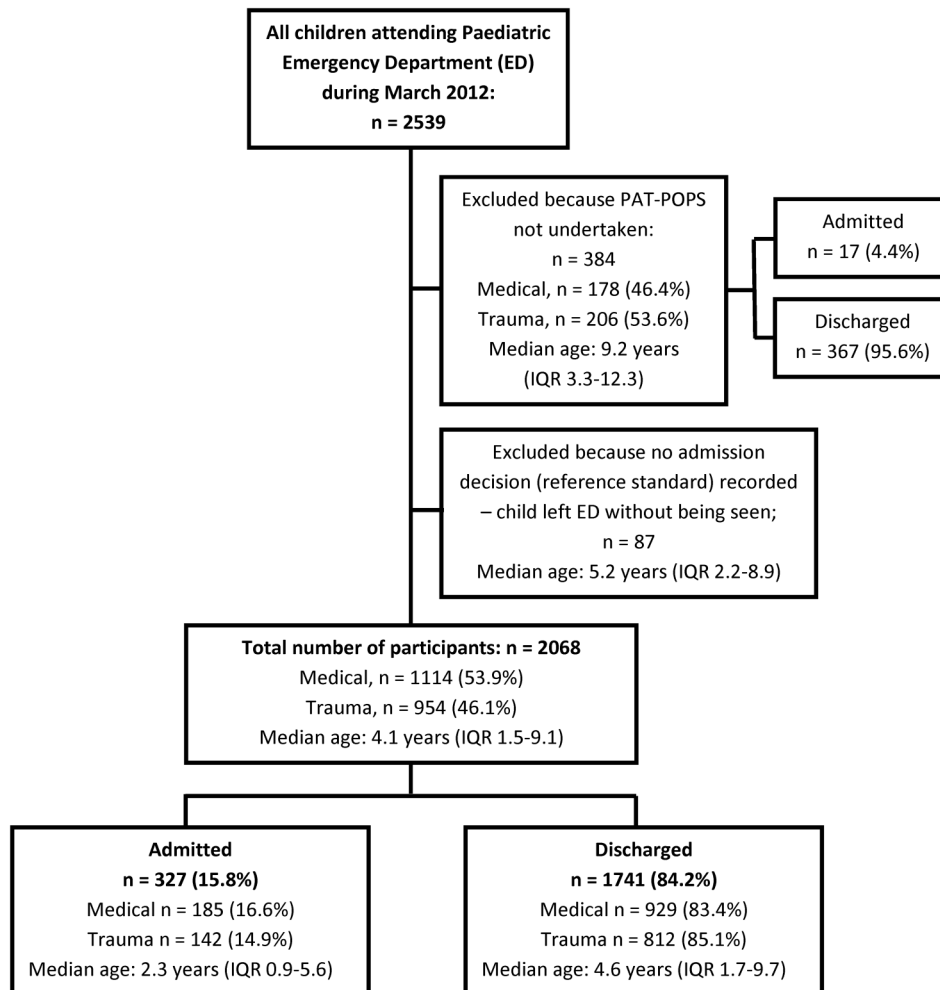 All children attending Paediatric
Emergency Department (ED)
during March 2012:
n = 2539
Excluded because PAT-POPS
not undertaken:
n = 384
Medical, n = 178 (46.4%)
Trauma, n = 206 (53.6%)
Median age: 9.2 years
(IQR 3.3-12.3)
Admitted
n = 17 (4.4%)
Discharged
n = 367 (95.6%)
Excluded because no admission
decision (reference standard) recorded
– child left ED without being seen;
n = 87
Median age: 5.2 years (IQR 2.2-8.9)
Total number of participants: n = 2068
Medical, n = 1114 (53.9%)
Trauma, n = 954 (46.1%)
Median age: 4.1 years (IQR 1.5-9.1)
Admitted
n = 327 (15.8%)
Medical n = 185 (16.6%)
Trauma n = 142 (14.9%)
Median age: 2.3 years (IQR 0.9-5.6)
Discharged
n = 1741 (84.2%)
Medical n = 929 (83.4%)
Trauma n = 812 (85.1%)
Median age: 4.6 years (IQR 1.7-9.7)